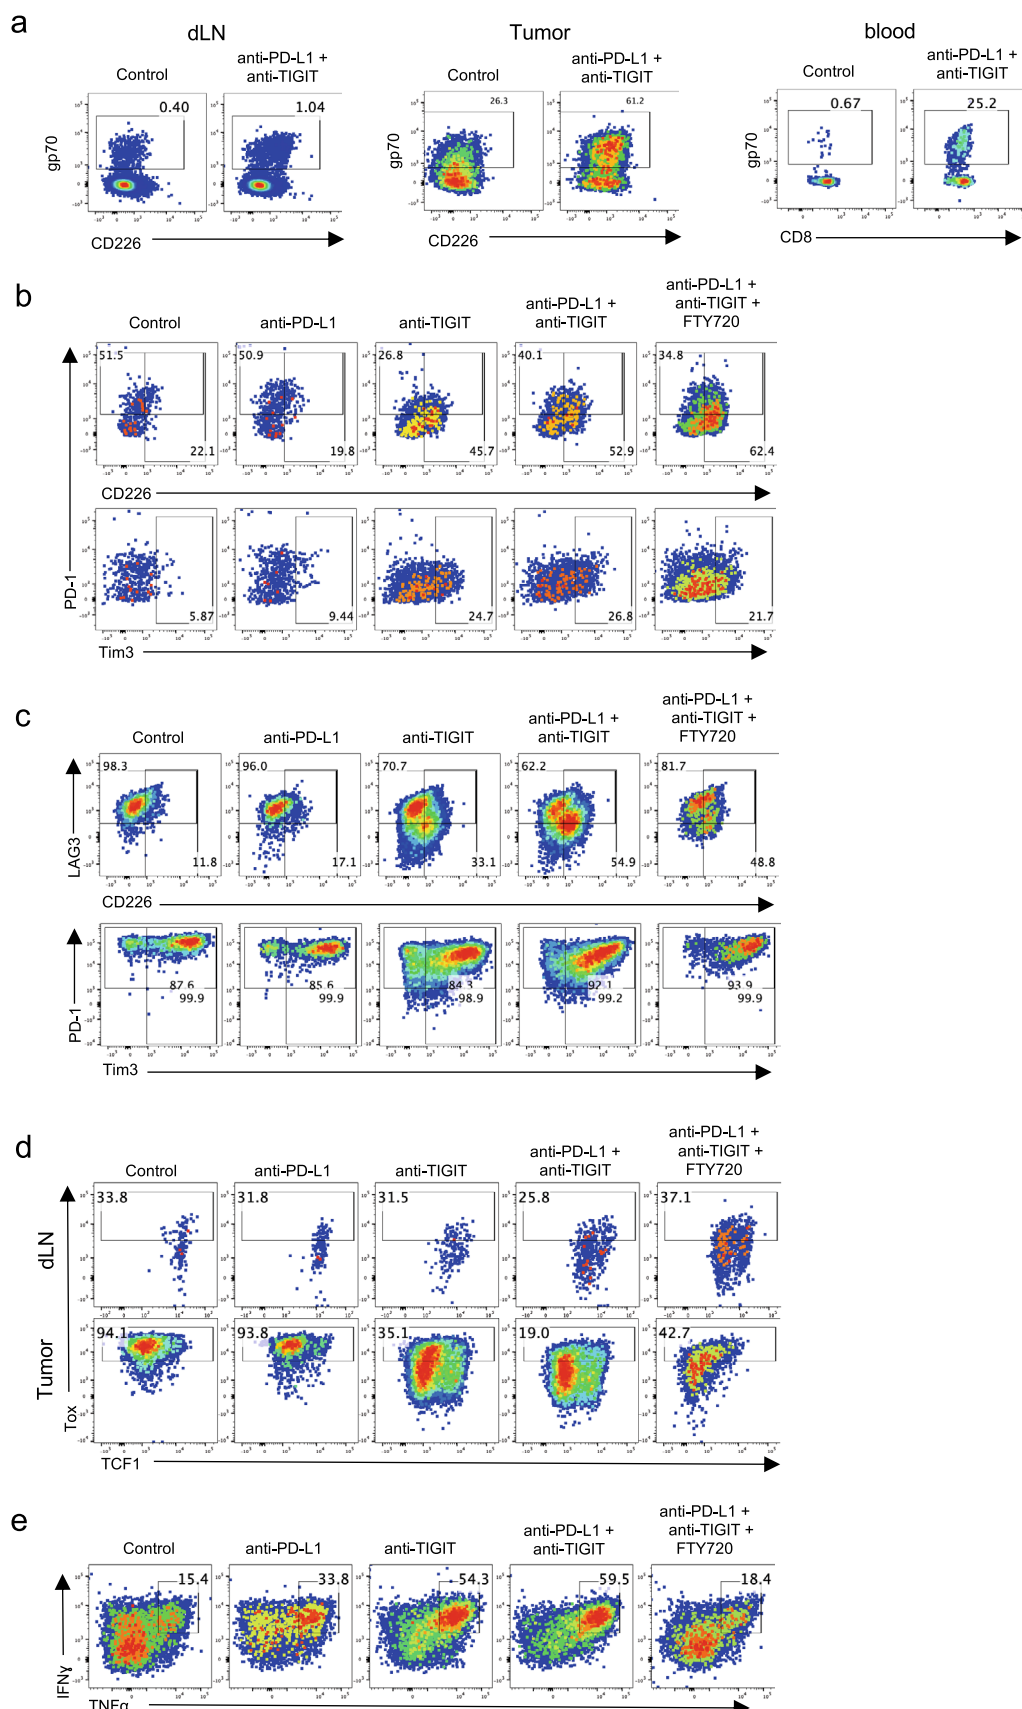 a
dLN
Tumor
blood
Control
anti-PD-L1 +
anti-TIGIT
Control
anti-PD-L1 +
anti-TIGIT
Control
anti-PD-L1 +
anti-TIGIT
gp70
0.40
1.04
gp70
26.3
61.2
gp70
0.67
25.2
CD226
CD226
CD8
b
Control
anti-PD-L1
anti-TIGIT
anti-PD-L1 +
anti-TIGIT
anti-PD-L1 +
anti-TIGIT +
FTY720
51.5
50.9
26.8
40.1
34.8
22.1
19.8
45.7
52.9
62.4
CD226
PD-1
5.87
9.44
24.7
26.8
21.7
Tim3
c
Control
anti-PD-L1
anti-TIGIT
anti-PD-L1 +
anti-TIGIT
anti-PD-L1 +
anti-TIGIT +
FTY720
LAG3
98.3
96.0
70.7
62.2
81.7
11.8
17.1
33.1
54.9
48.8
CD226
PD-1
87.6
99.9
85.6
99.9
84.3
98.9
92.1
99.2
93.9
99.9
Tim3
d
Control
anti-PD-L1
anti-TIGIT
anti-PD-L1 +
anti-TIGIT
anti-PD-L1 +
anti-TIGIT +
FTY720
dLN
33.8
31.8
31.5
25.8
37.1
Tumor
Tox
94.1
93.8
35.1
19.0
42.7
TCF1
e
Control
anti-PD-L1
anti-TIGIT
anti-PD-L1 +
anti-TIGIT
anti-PD-L1 +
anti-TIGIT +
FTY720
IFNγ
15.4
33.8
54.3
59.5
18.4
TNFα